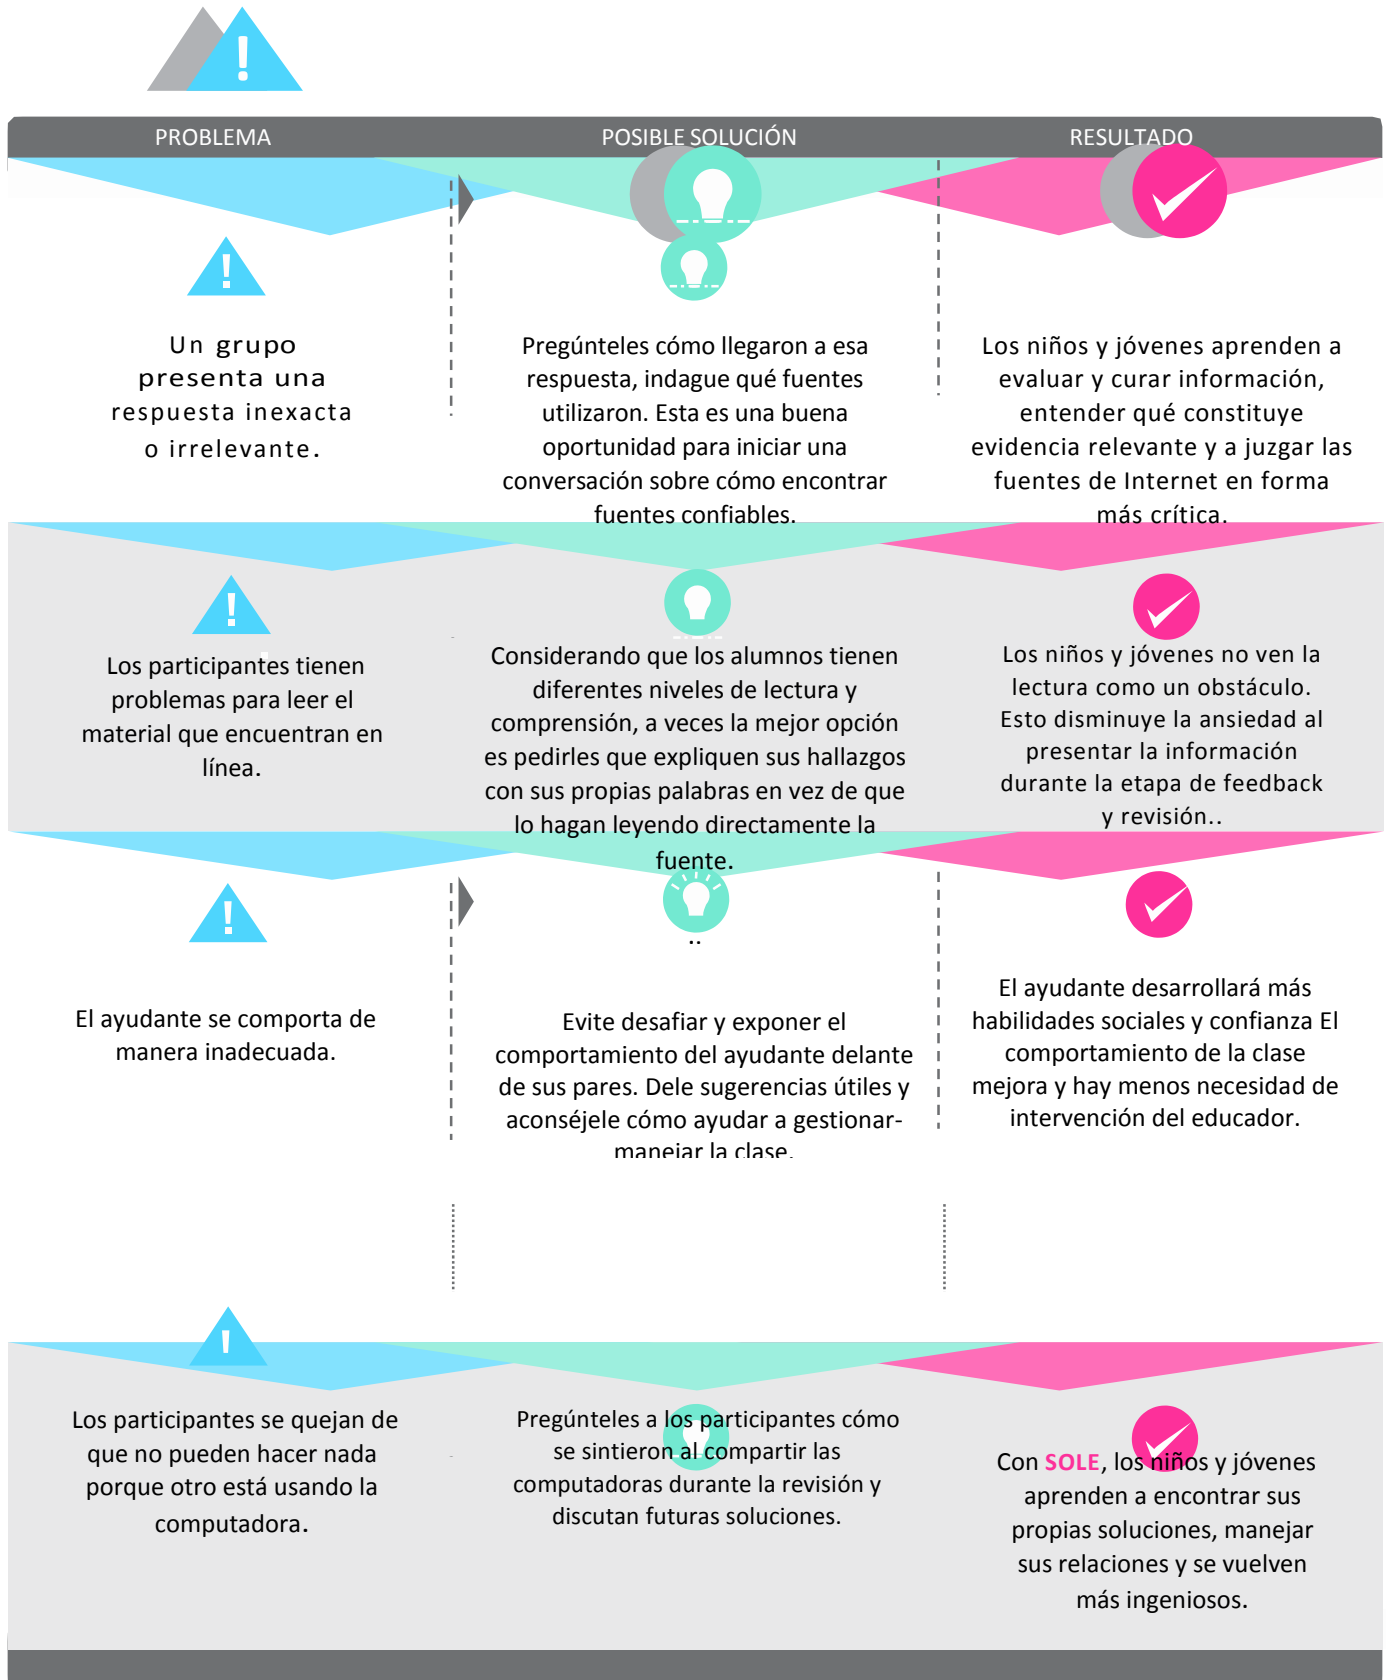 PROBLEMA
POSIBLE SOLUCIÓN
RESULTADO
Un grupo
presenta una
respuesta inexacta
o irrelevante.
Pregúnteles cómo llegaron a esa
respuesta, indague qué fuentes
utilizaron. Esta es una buena
oportunidad para iniciar una
conversación sobre cómo encontrar
fuentes confiables.
Los niños y jóvenes aprenden a
evaluar y curar información,
entender qué constituye
evidencia relevante y a juzgar las
fuentes de Internet en forma
más crítica.
Los participantes tienen
problemas para leer el
material que encuentran en
línea.
Considerando que los alumnos tienen
diferentes niveles de lectura y
comprensión, a veces la mejor opción
es pedirles que expliquen sus hallazgos
con sus propias palabras en vez de que
lo hagan leyendo directamente la
fuente.
..
Los niños y jóvenes no ven la
lectura como un obstáculo.
Esto disminuye la ansiedad al
presentar la información
durante la etapa de feedback
y revisión..
El ayudante se comporta de
manera inadecuada.
Evite desafiar y exponer el
comportamiento del ayudante delante
de sus pares. Dele sugerencias útiles y
aconséjele cómo ayudar a gestionar-
manejar la clase.
El ayudante desarrollará más
habilidades sociales y confianza El
comportamiento de la clase
mejora y hay menos necesidad de
intervención del educador.
Los participantes se quejan de
que no pueden hacer nada
porque otro está usando la
computadora.
Pregúnteles a los participantes cómo
se sintieron al compartir las
computadoras durante la revisión y
discutan futuras soluciones.
Con SOLE, los niños y jóvenes
aprenden a encontrar sus
propias soluciones, manejar
sus relaciones y se vuelven
más ingeniosos.